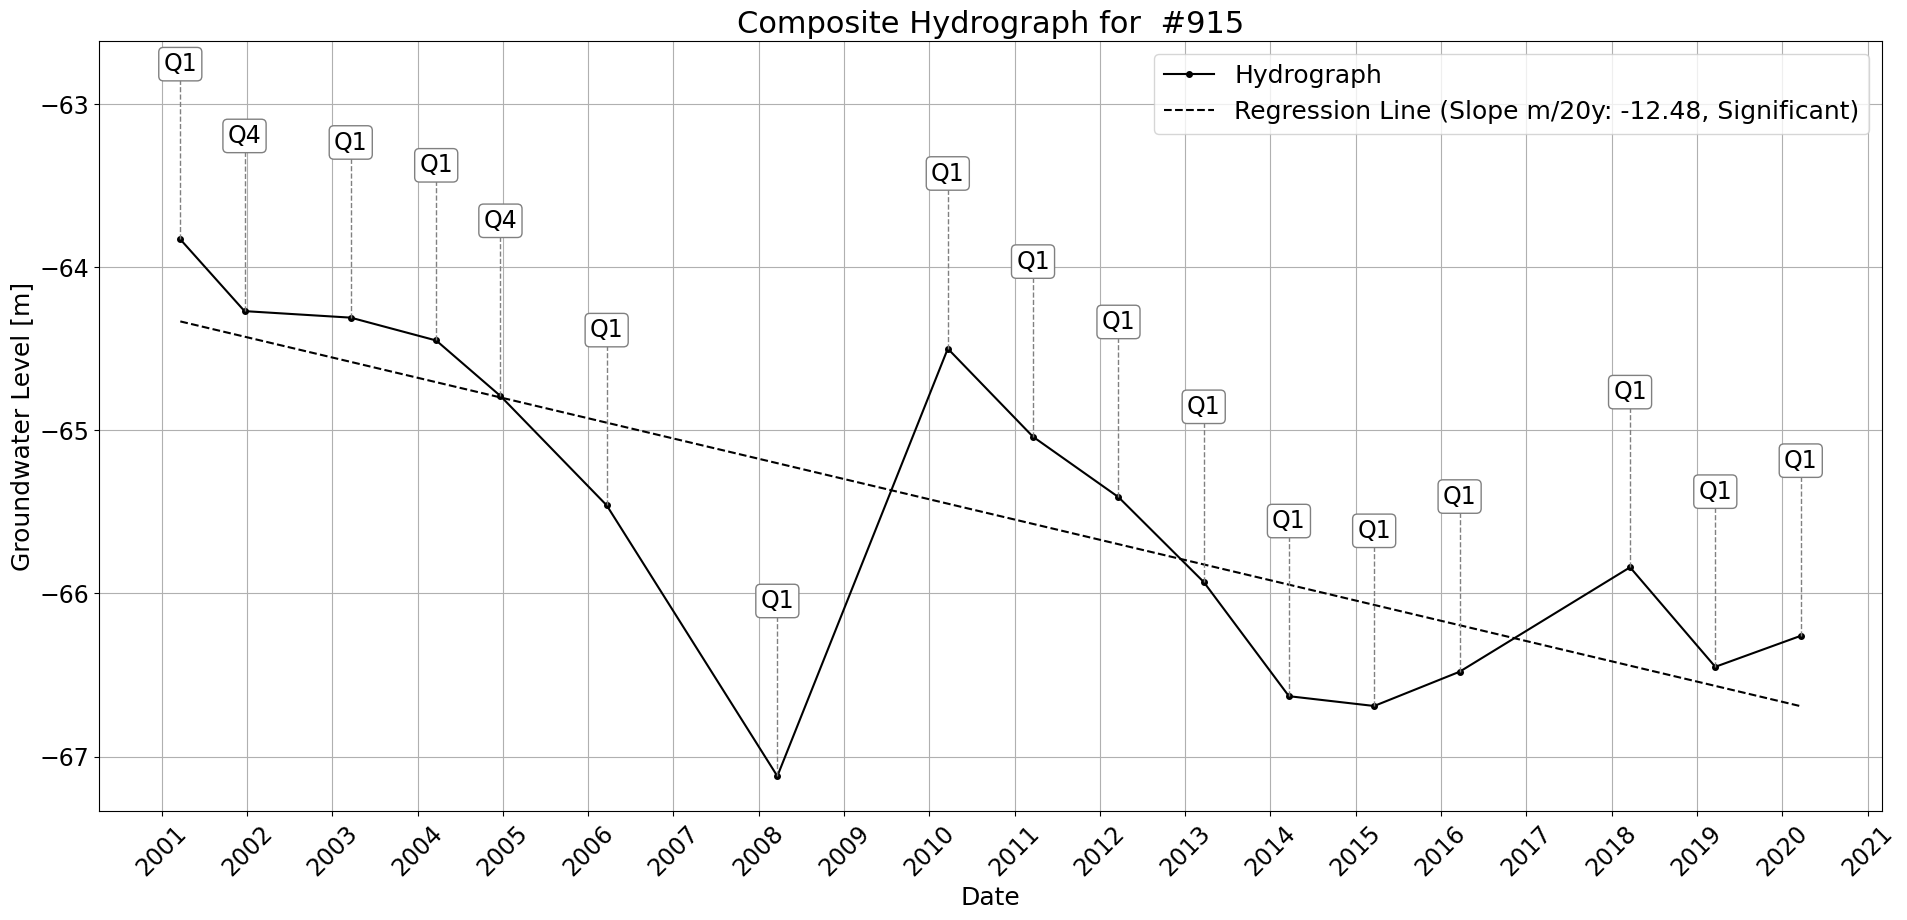 Composite Hydrograph for  #915
Hydrograph
Regression Line (Slope m/20y: -12.48, Significant)
Groundwater Level [m]
−63
−64
−65
−66
−67
Q1
Q4
Q1
Q1
Q4
Q1
Q1
Q1
Q1
Q1
Q1
Q1
Q1
Q1
Q1
Q1
Q1
2001
2002
2003
2004
2005
2006
2007
2008
2009
2010
2011
2012
2013
2014
2015
2016
2017
2018
2019
2020
2021
Date